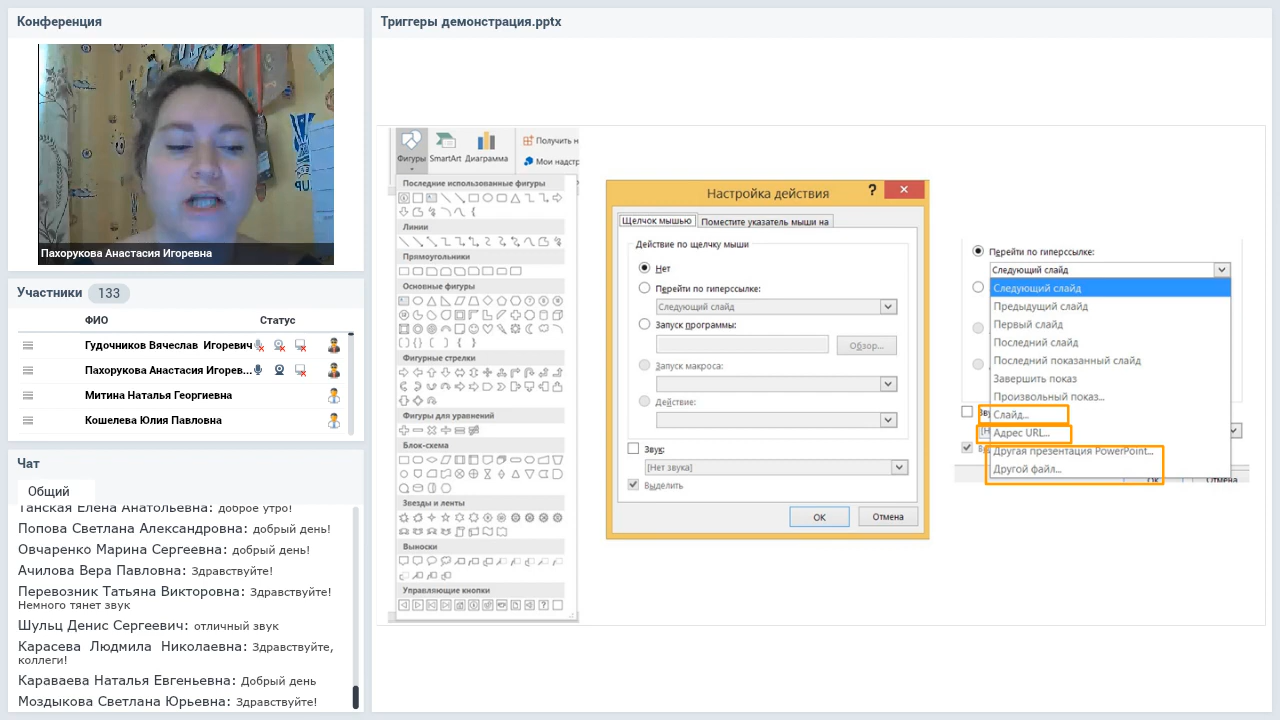 Конференция
Пахорукова Анастасия Игоревна
Участники 133
ФИО Статус
Гудочников Вячеслав Игоревич
Пахорукова Анастасия Игорев...
Митина Наталья Георгиевна
Кошелева Юлия Павловна
Чат
Общий
Танская Елена Анатольевна: доброе утро!
Попова Светлана Александровна: добрый день!
Овчаренко Марина Сергеевна: добрый день!
Ачилова Вера Павловна: Здравствуйте!
Перевозник Татьяна Викторовна: Здравствуйте!
Немного тянет звук
Шульц Денис Сергеевич: отличный звук
Карасева Людмила Николаевна: Здравствуйте,
коллеги!
Караваева Наталья Евгеньевна: Добрый день
Моздыкова Светлана Юрьевна: Здравствуйте!
Триггеры демонстрация.pptx
Фигуры SmartArt Диаграмма
Получить н
Мои надстр
Последние использованные фигуры
Линии
Прямоугольники
Основные фигуры
Фигурные стрелки
Фигуры для уравнений
Блок-схема
Звезды и ленты
Выноски
Управляющие кнопки
Настройка действия ?
Щелчок мышью Поместите указатель мыши на
Действие по щелчку мыши
Нет
Перейти по гиперссылке:
Следующий слайд
Запуск программы:
Обзор...
Запуск макроса:
Действие:
Звук:
[Нет звука]
Выделить
ОК Отмена
Перейти по гиперссылке:
Следующий слайд
Следующий слайд
Предыдущий слайд
Первый слайд
Последний слайд
Последний показанный слайд
Завершить показ
Произвольный показ...
Слайд...
Адрес URL...
Другая презентация PowerPoint...
Другой файл...
ОК Отмена